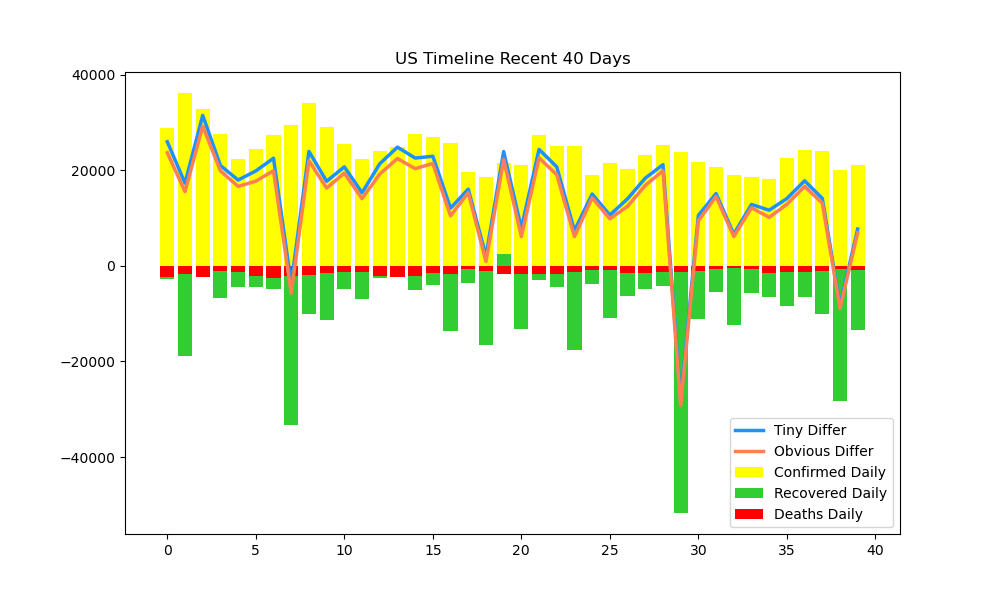 US Timeline Recent 40 Days
40000
20000
0
−20000
−40000
0 5 10 15 20 25 30 35 40
Tiny Differ
Obvious Differ
Confirmed Daily
Recovered Daily
Deaths Daily